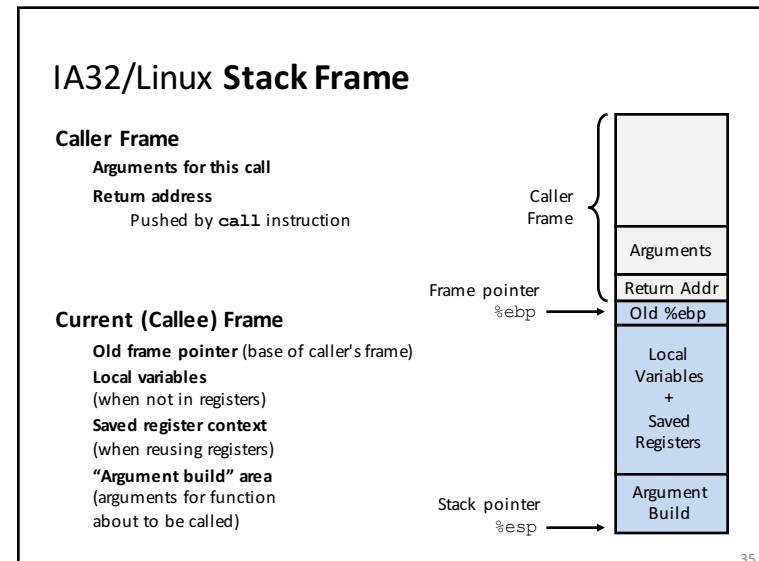 IA32/Linux Stack Frame
Caller Frame
Arguments for this call
Return address
Pushed by call instruction
Current (Callee) Frame
Old frame pointer (base of caller's frame)
Local variables
(when not in registers)
Saved register context
(when reusing registers)
“Argument build” area
(arguments for function
about to be called)
Caller
Frame
Frame pointer
%ebp
Stack pointer
%esp
Arguments
Return Addr
Old %ebp
Local
Variables
+
Saved
Registers
Argument
Build
35